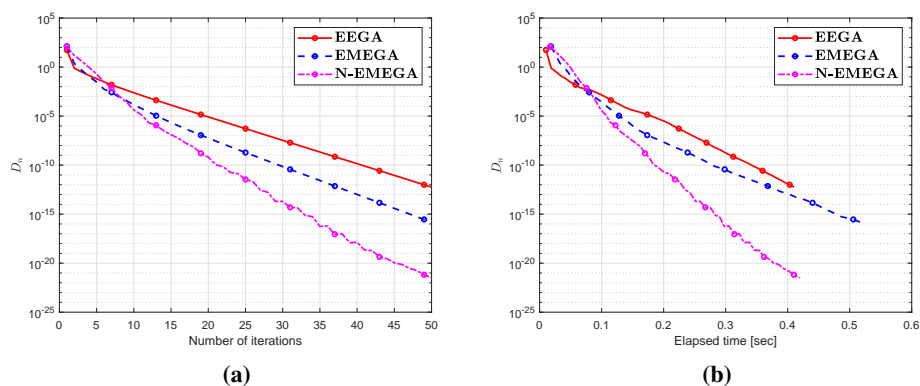 10^5
10^0
10^-5
10^-10
10^-15
10^-20
10^-25
D_n
0 5 10 15 20 25 30 35 40 45 50
Number of iterations
EEGA
EMEGA
N-EMEGA
(a)
10^5
10^0
10^-5
10^-10
10^-15
10^-20
10^-25
D_n
0 0.1 0.2 0.3 0.4 0.5 0.6
Elapsed time [sec]
EEGA
EMEGA
N-EMEGA
(b)